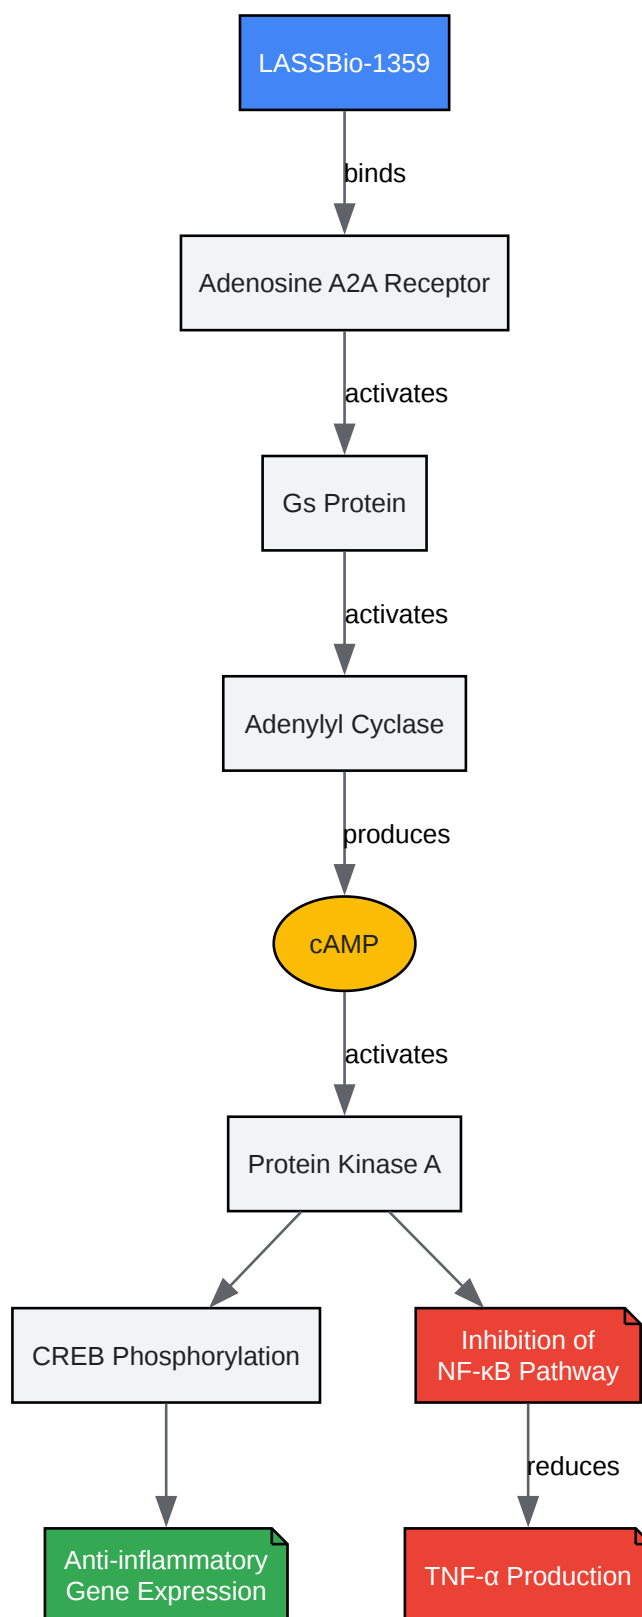 LASSBio-1359
binds
Adenosine A2A Receptor
activates
Gs Protein
activates
Adenylyl Cyclase
produces
cAMP
activates
Protein Kinase A
CREB Phosphorylation
Inhibition of
NF-κB Pathway
reduces
Anti-inflammatory
Gene Expression
TNF-α Production